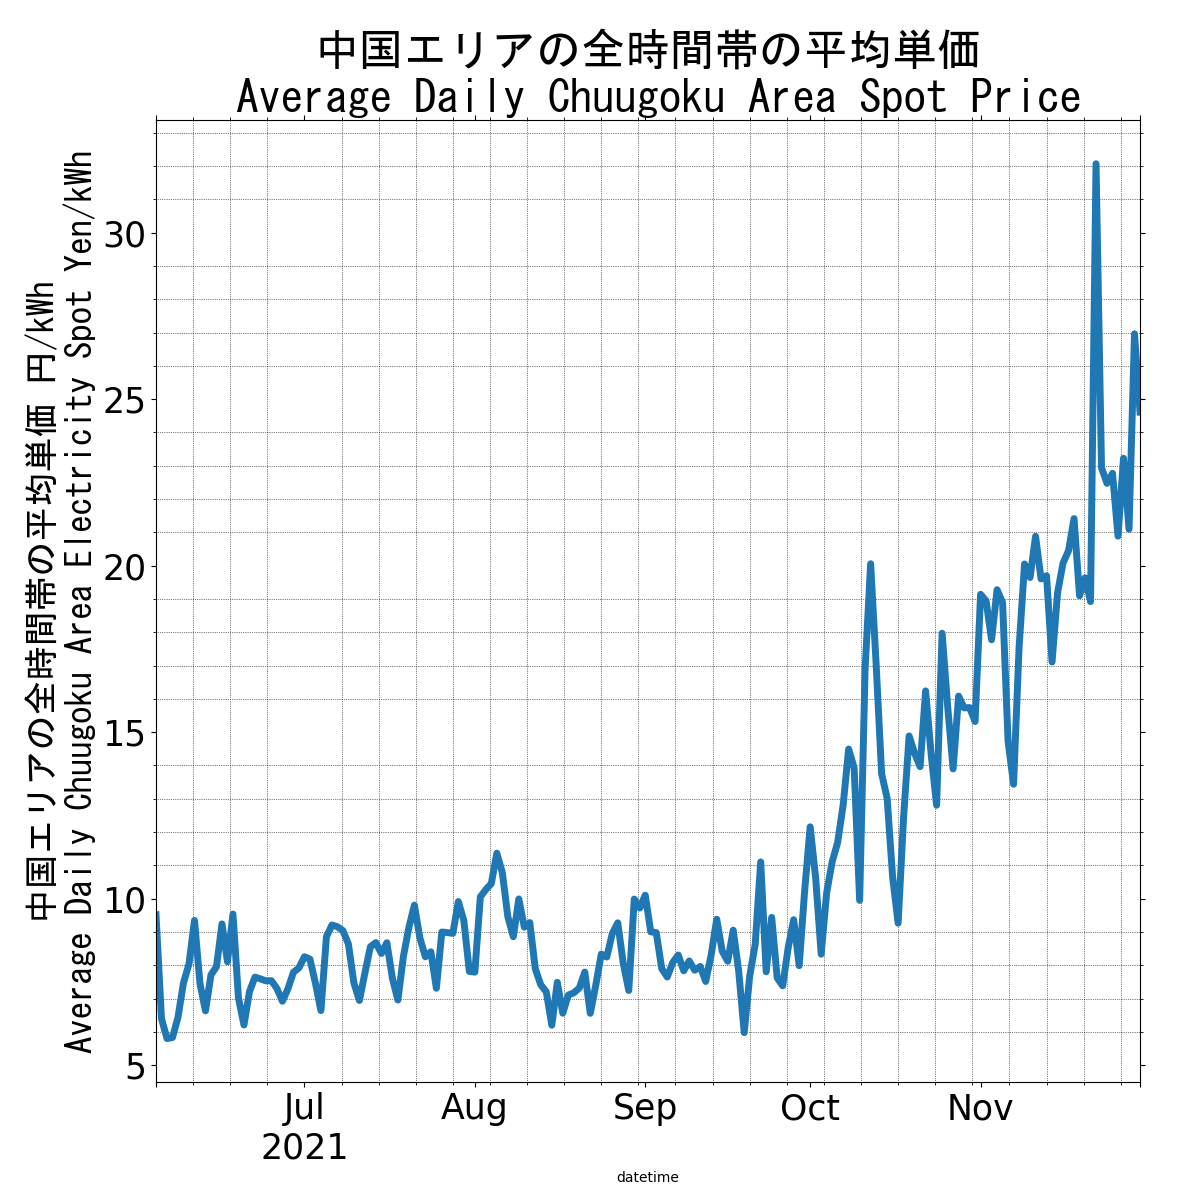 中国エリアの全時間帯の平均単価
Average Daily Chuugoku Area Spot Price
中国エリアの全時間帯の平均単価 円/kWh
Average Daily Chuugoku Area Electricity Spot Yen/kWh
30
25
20
15
10
5
Jul
2021
Aug
Sep
Oct
Nov
datetime